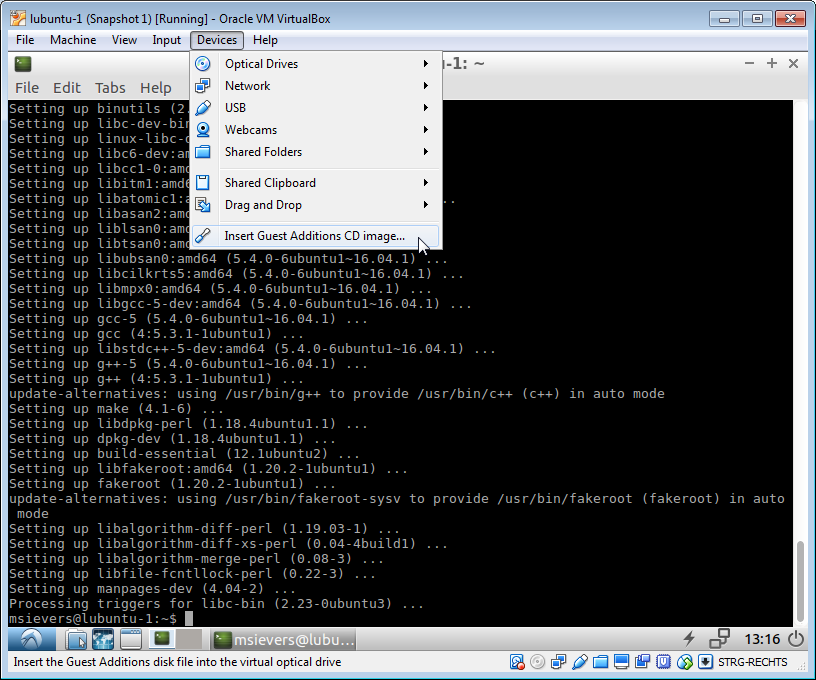 lubuntu-1 (Snapshot 1) [Running] - Oracle VM VirtualBox
File Machine View Input Devices Help
Optical Drives
Network
USB
Webcams
Shared Folders
Shared Clipboard
Drag and Drop
Insert Guest Additions CD image...
u-1: ~
File Edit Tabs Help
Setting up binutils (2.
Setting up libc-dev-bin
Setting up linux-libc-d
Setting up libc6-dev:am
Setting up libcc1-0:amd
Setting up libitm1:amd6
Setting up libatomic1:a ..
Setting up libasan2:amd
Setting up liblsan0:amd
Setting up libtsan0:amd
Setting up libubsan0:amd64 (5.4.0-6ubuntu1~16.04.1) ...
Setting up libcilkrts5:amd64 (5.4.0-6ubuntu1~16.04.1) ...
Setting up libmpx0:amd64 (5.4.0-6ubuntu1~16.04.1) ...
Setting up libgcc-5-dev:amd64 (5.4.0-6ubuntu1~16.04.1) ...
Setting up gcc-5 (5.4.0-6ubuntu1~16.04.1) ...
Setting up gcc (4:5.3.1-1ubuntu1) ...
Setting up libstdc++-5-dev:amd64 (5.4.0-6ubuntu1~16.04.1) ...
Setting up g++-5 (5.4.0-6ubuntu1~16.04.1) ...
Setting up g++ (4:5.3.1-1ubuntu1) ...
update-alternatives: using /usr/bin/g++ to provide /usr/bin/c++ (c++) in auto mode
Setting up make (4.1-6) ...
Setting up libdpkg-perl (1.18.4ubuntu1.1) ...
Setting up dpkg-dev (1.18.4ubuntu1.1) ...
Setting up build-essential (12.1ubuntu2) ...
Setting up libfakeroot:amd64 (1.20.2-1ubuntu1) ...
Setting up fakeroot (1.20.2-1ubuntu1) ...
update-alternatives: using /usr/bin/fakeroot-sysv to provide /usr/bin/fakeroot (fakeroot) in auto
mode
Setting up libalgorithm-diff-perl (1.19.03-1) ...
Setting up libalgorithm-diff-xs-perl (0.04-4build1) ...
Setting up libalgorithm-merge-perl (0.08-3) ...
Setting up libfile-fcntllock-perl (0.22-3) ...
Setting up manpages-dev (4.04-2) ...
Processing triggers for libc-bin (2.23-0ubuntu3) ...
msievers@lubuntu-1:~$
msievers@lubu... 13:16
Insert the Guest Additions disk file into the virtual optical drive STRG-RECHTS